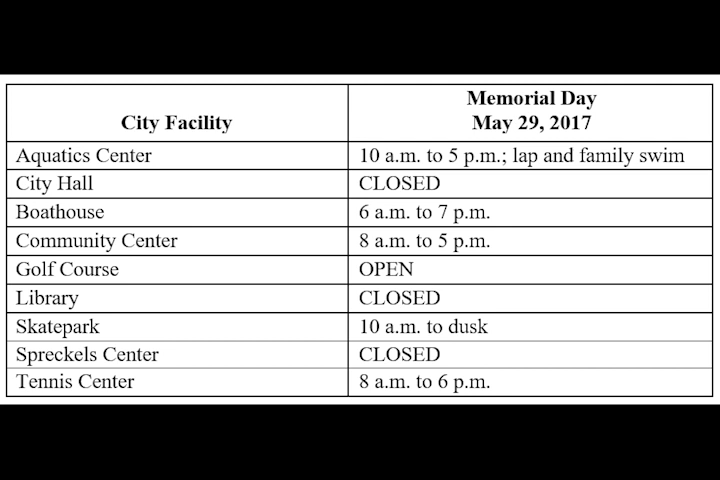 City Facility
Memorial Day
May 29, 2017
Aquatics Center
10 a.m. to 5 p.m.; lap and family swim
City Hall
CLOSED
Boathouse
6 a.m. to 7 p.m.
Community Center
8 a.m. to 5 p.m.
Golf Course
OPEN
Library
CLOSED
Skatepark
10 a.m. to dusk
Spreckels Center
CLOSED
Tennis Center
8 a.m. to 6 p.m.